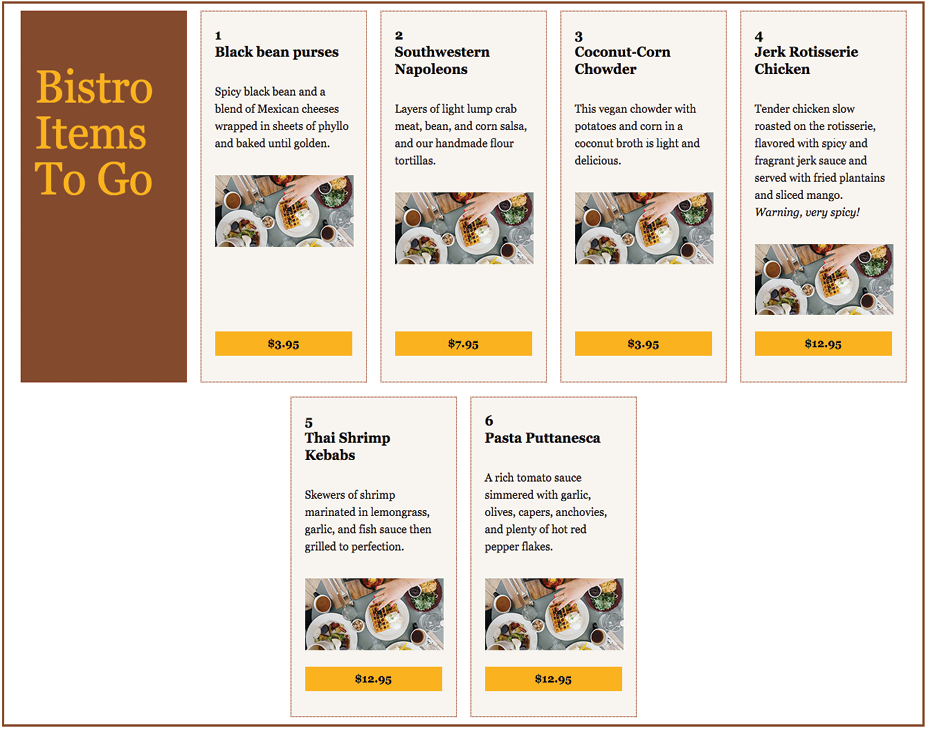 Bistro
Items
To Go
1
Black bean purses
Spicy black bean and a
blend of Mexican cheeses
wrapped in sheets of phyllo
and baked until golden.
$3.95
2
Southwestern
Napoleons
Layers of light lump crab
meat, bean, and corn salsa,
and our handmade flour
tortillas.
$7.95
3
Coconut-Corn
Chowder
This vegan chowder with
potatoes and corn in a
coconut broth is light and
delicious.
$3.95
4
Jerk Rotisserie
Chicken
Tender chicken slow
roasted on the rotisserie,
flavored with spicy and
fragrant jerk sauce and
served with fried plantains
and sliced mango.
Warning, very spicy!
$12.95
5
Thai Shrimp
Kebabs
Skewers of shrimp
marinated in lemongrass,
garlic, and fish sauce then
grilled to perfection.
$12.95
6
Pasta Puttanesca
A rich tomato sauce
simmered with garlic,
olives, capers, anchovies,
and plenty of hot red
pepper flakes.
$12.95